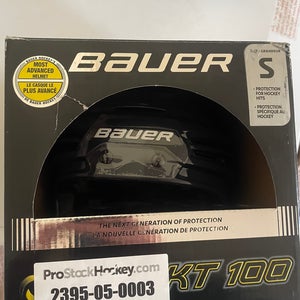 MOST
ADVANCED
HELMET
LE CASQUE LE
PLUS AVANCÉ
BAUER
S
• PROTECTION
FOR HOCKEY
HITS
• PROTECTION
SPÉCIFIQUE AU
HOCKEY
BAUER
THE NEXT GENERATION OF PROTECTION
LA NOUVELLE GÉNÉRATION DE PROTECTION
ProStockHockey.com
KT 100
2395-05-0003